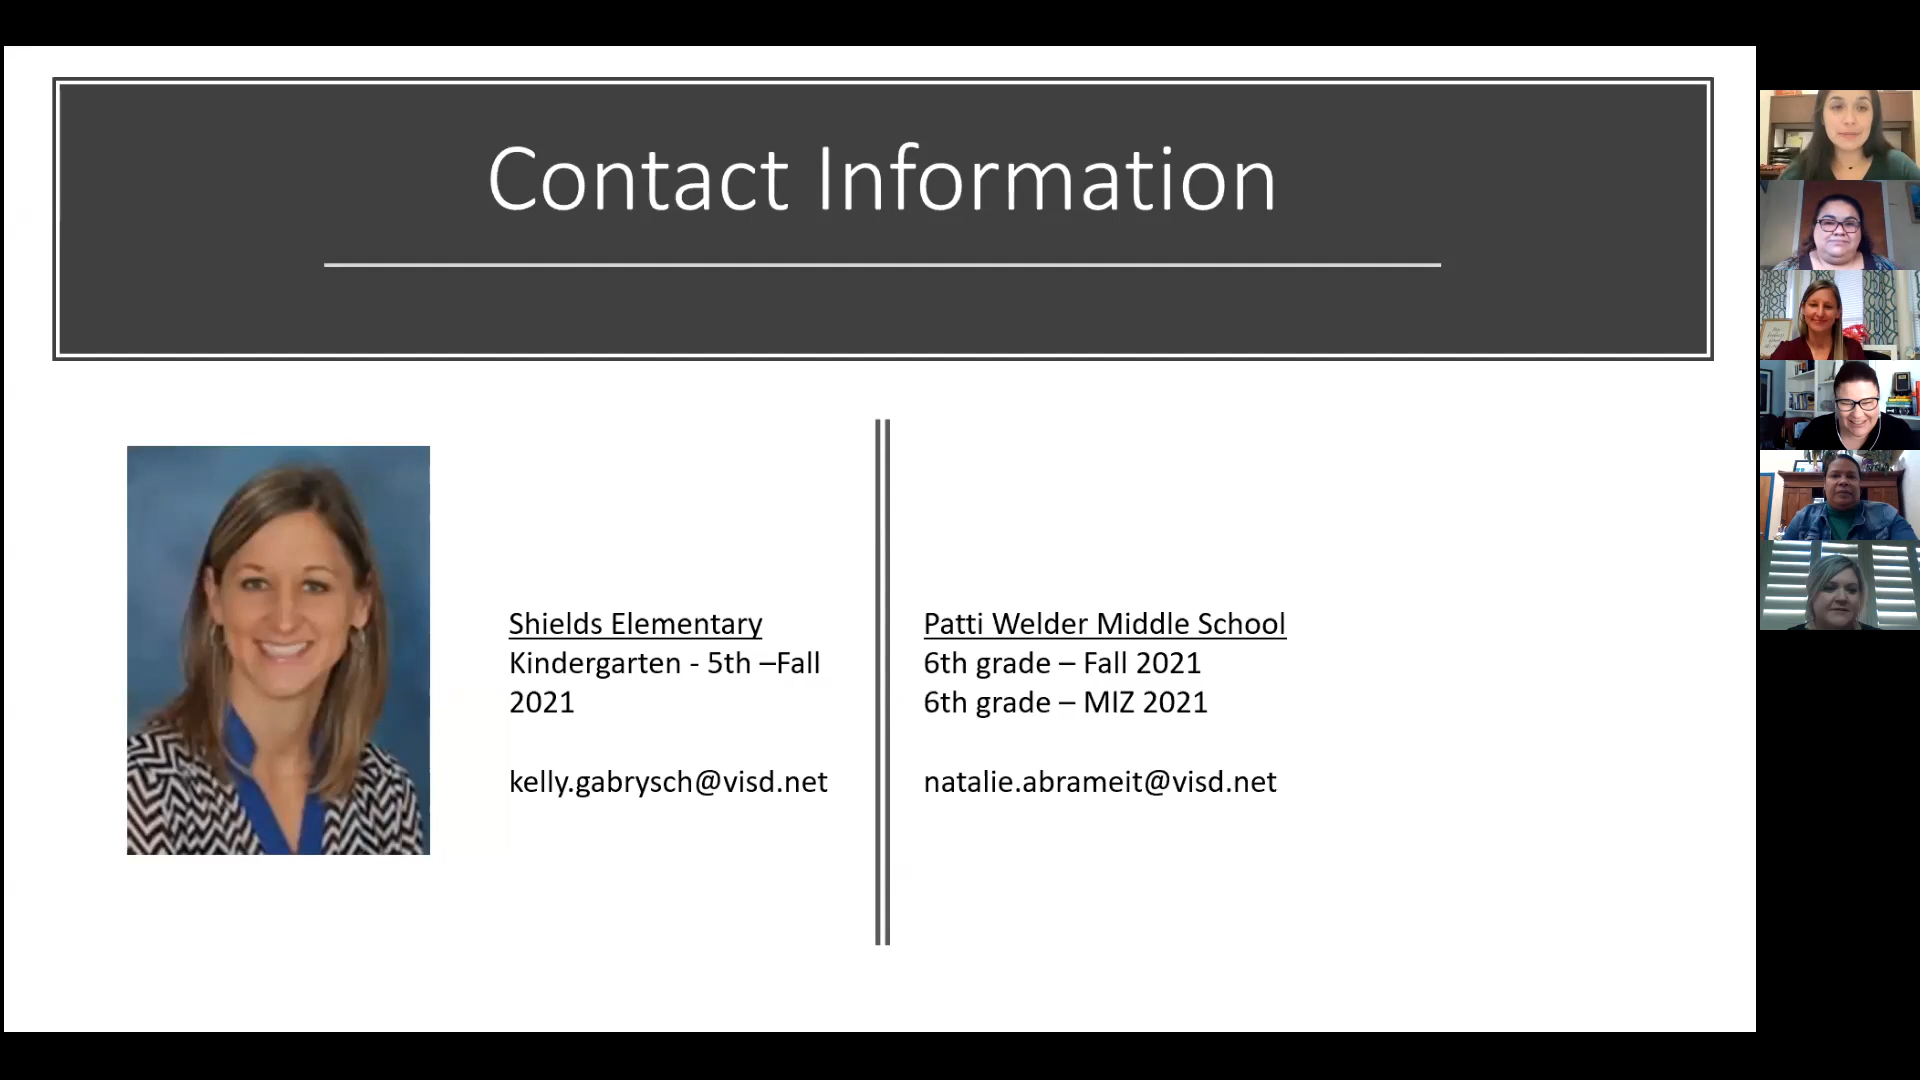 Contact Information
Shields Elementary
Kindergarten - 5th –Fall
2021
kelly.gabrysch@visd.net
Patti Welder Middle School
6th grade – Fall 2021
6th grade – MIZ 2021
natalie.abrameit@visd.net